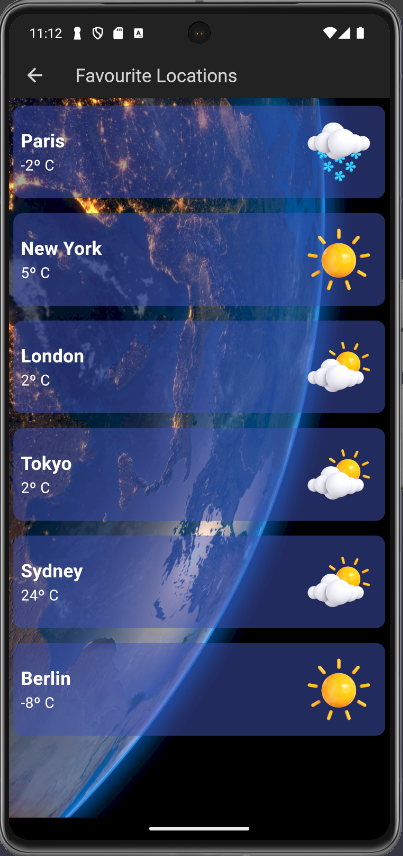 11:12 A
Favourite Locations
Paris
-2º C
New York
5º C
London
2º C
Tokyo
2º C
Sydney
24º C
Berlin
-8º C